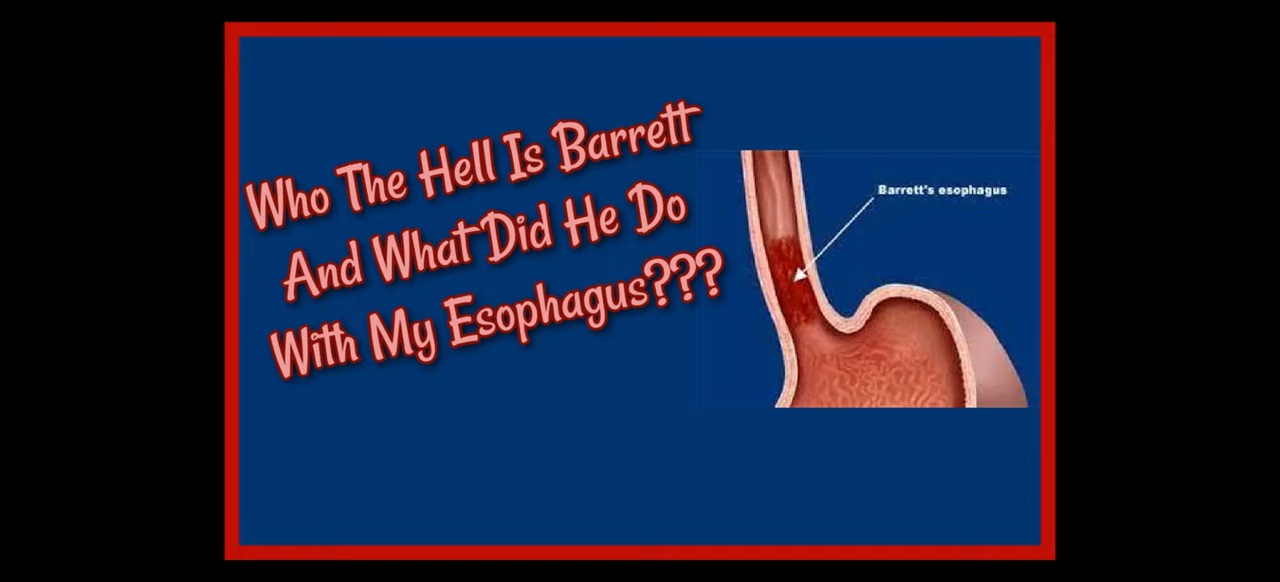 Who The Hell Is Barrett
And What Did He Do
With My Esophagus???
Barrett's esophagus